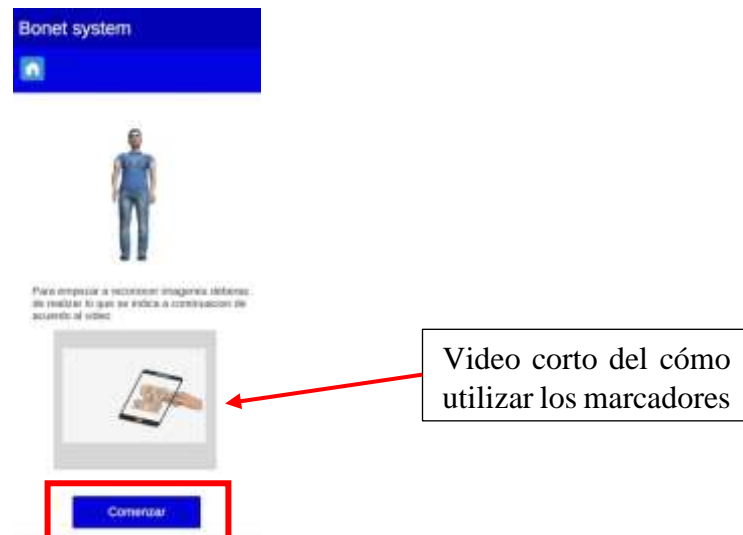 Bonet system
Para empezar a reconocer imagenes deberas
de realizar lo que se indica a continuacion de
acuerdo al video
Video corto del cómo
utilizar los marcadores
Comenzar